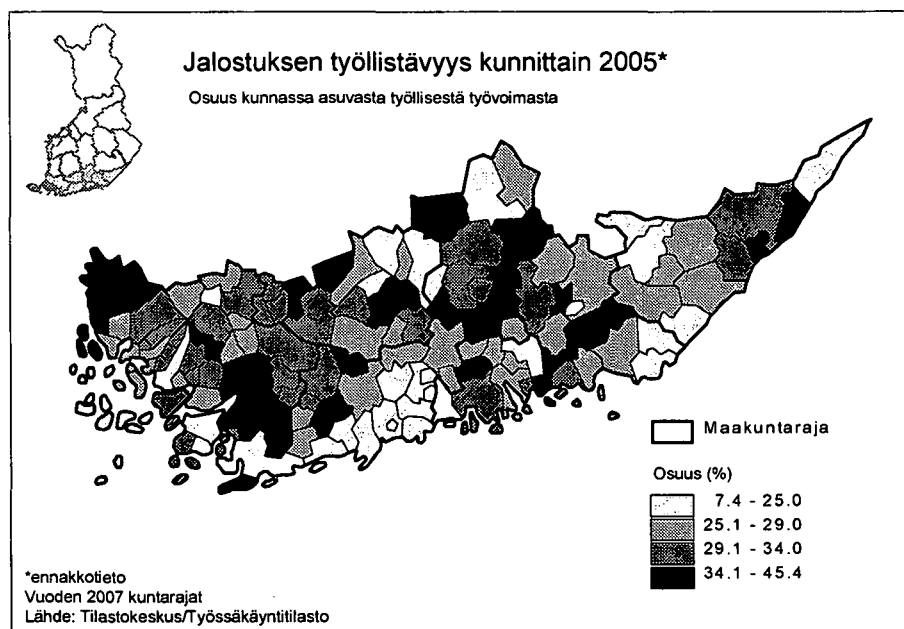 Jalostuksen työllistävyys kunnittain 2005*
Osuus kunnassa asuvasta työllisestä työvoimasta
Maakuntaraja
Osuus (%)
7.4 - 25.0
25.1 - 29.0
29.1 - 34.0
34.1 - 45.4
*ennakkotieto
Vuoden 2007 kuntarajat
Lähde: Tilastokeskus/Työssäkäyntitilasto